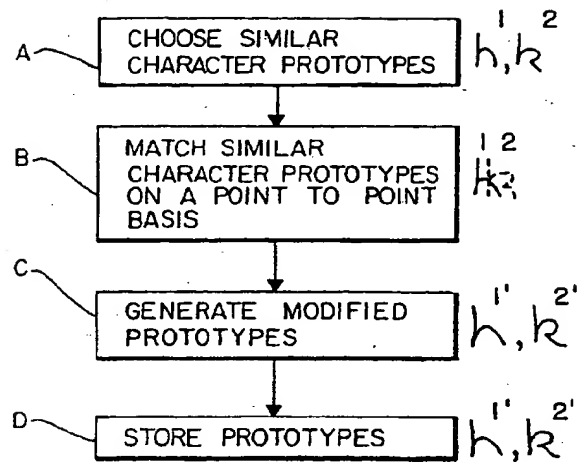 A
CHOOSE SIMILAR
CHARACTER PROTOTYPES
h¹, k²
B
MATCH SIMILAR
CHARACTER PROTOTYPES
ON A POINT TO POINT
BASIS
1 2
C
GENERATE MODIFIED
PROTOTYPES
h¹', k²'
D
STORE PROTOTYPES
h¹', k²'